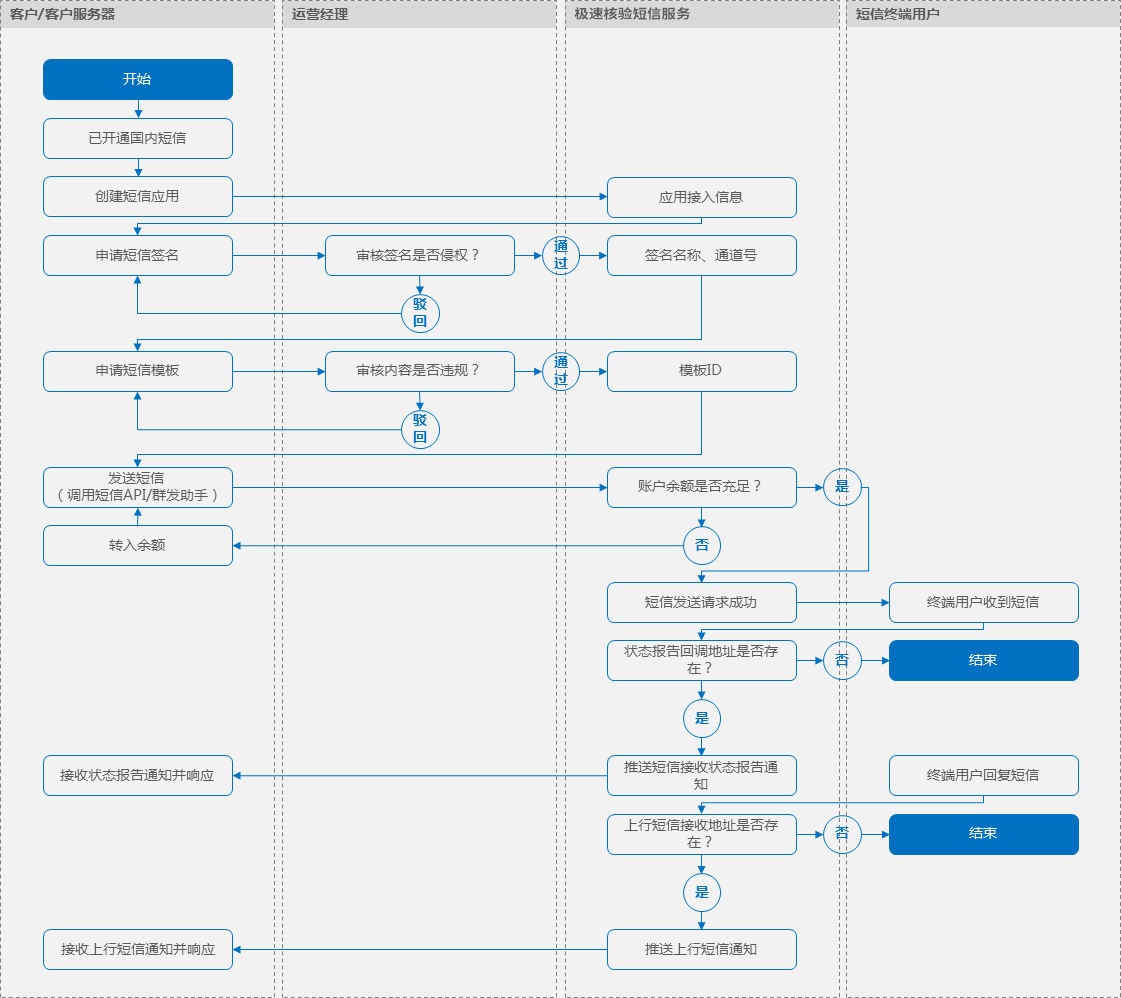 客户/客户服务器
运营经理
极速核验短信服务
短信终端用户
开始
已开通国内短信
创建短信应用
应用接入信息
申请短信签名
审核签名是否侵权？
通
过
签名名称、通道号
驳
回
申请短信模板
审核内容是否违规？
通
过
模板ID
驳
回
发送短信
（调用短信API/群发助手）
账户余额是否充足？
是
转入余额
否
短信发送请求成功
终端用户收到短信
状态报告回调地址是否存
在？
否
结束
是
接收状态报告通知并响应
推送短信接收状态报告通
知
终端用户回复短信
上行短信接收地址是否存
在？
否
结束
是
接收上行短信通知并响应
推送上行短信通知